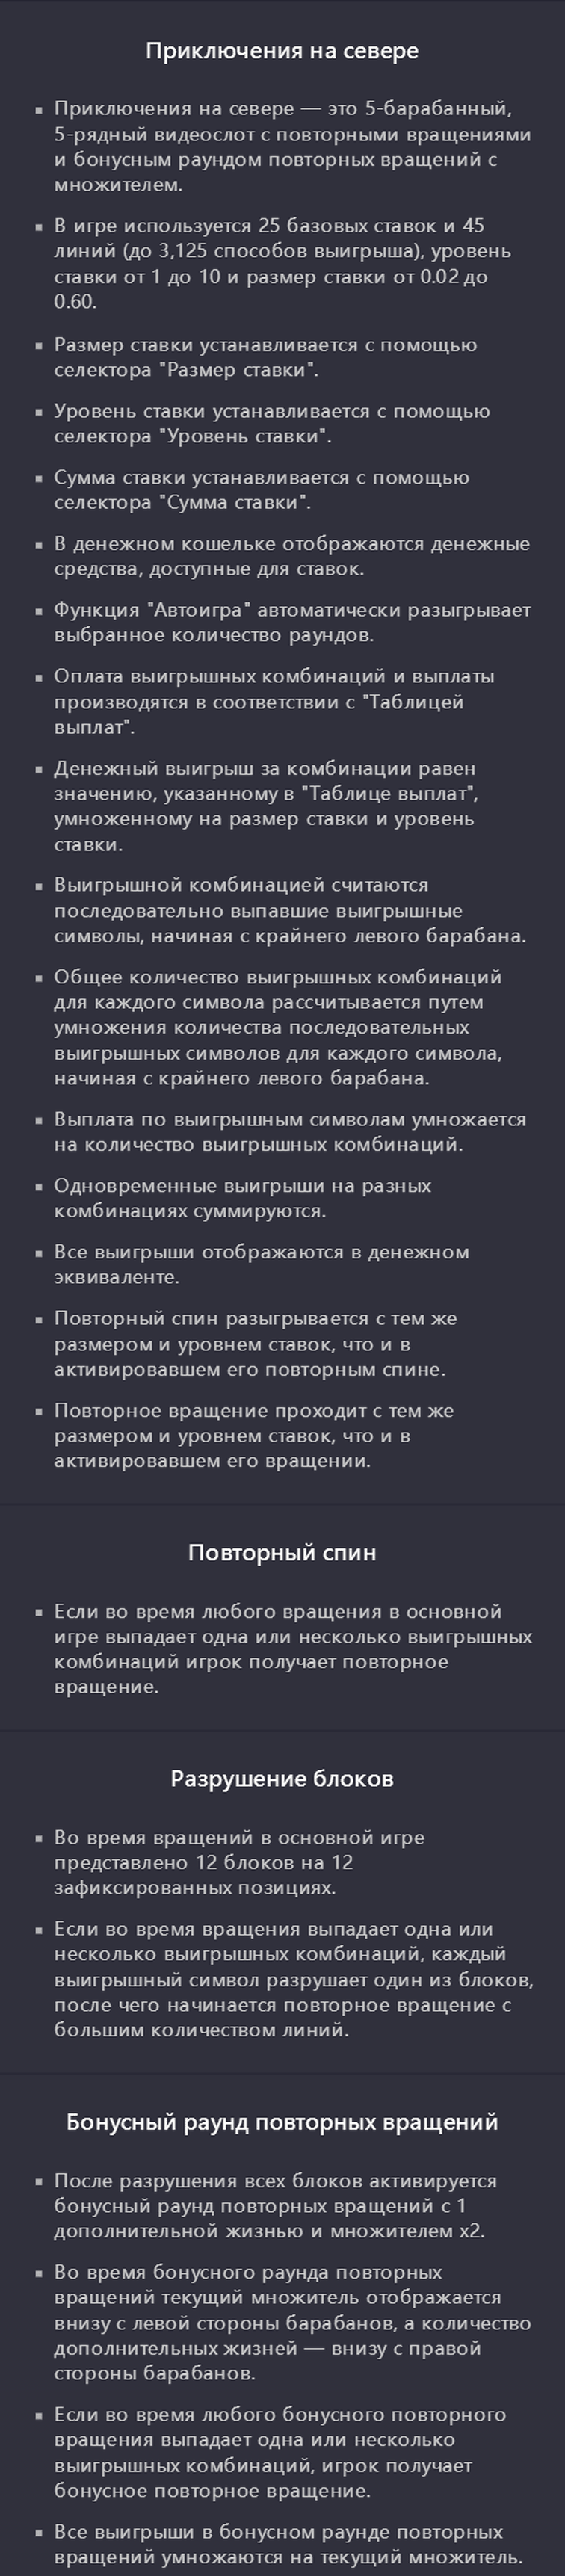 Приключения на севере
▪ Приключения на севере — это 5-барабанный,
5-рядный видеослот с повторными вращениями
и бонусным раундом повторных вращений с
множителем.
▪ В игре используется 25 базовых ставок и 45
линий (до 3,125 способов выигрыша), уровень
ставки от 1 до 10 и размер ставки от 0.02 до
0.60.
▪ Размер ставки устанавливается с помощью
селектора "Размер ставки".
▪ Уровень ставки устанавливается с помощью
селектора "Уровень ставки".
▪ Сумма ставки устанавливается с помощью
селектора "Сумма ставки".
▪ В денежном кошельке отображаются денежные
средства, доступные для ставок.
▪ Функция "Автоигра" автоматически разыгрывает
выбранное количество раундов.
▪ Оплата выигрышных комбинаций и выплаты
производятся в соответствии с "Таблицей
выплат".
▪ Денежный выигрыш за комбинации равен
значению, указанному в "Таблице выплат",
умноженному на размер ставки и уровень
ставки.
▪ Выигрышной комбинацией считаются
последовательно выпавшие выигрышные
символы, начиная с крайнего левого барабана.
▪ Общее количество выигрышных комбинаций
для каждого символа рассчитывается путем
умножения количества последовательных
выигрышных символов для каждого символа,
начиная с крайнего левого барабана.
▪ Выплата по выигрышным символам умножается
на количество выигрышных комбинаций.
▪ Одновременные выигрыши на разных
комбинациях суммируются.
▪ Все выигрыши отображаются в денежном
эквиваленте.
▪ Повторный спин разыгрывается с тем же
размером и уровнем ставок, что и в
активировавшем его повторным спине.
▪ Повторное вращение проходит с тем же
размером и уровнем ставок, что и в
активировавшем его вращении.
Повторный спин
▪ Если во время любого вращения в основной
игре выпадает одна или несколько выигрышных
комбинаций игрок получает повторное
вращение.
Разрушение блоков
▪ Во время вращений в основной игре
представлено 12 блоков на 12
зафиксированных позициях.
▪ Если во время вращения выпадает одна или
несколько выигрышных комбинаций, каждый
выигрышный символ разрушает один из блоков,
после чего начинается повторное вращение с
большим количеством линий.
Бонусный раунд повторных вращений
▪ После разрушения всех блоков активируется
бонусный раунд повторных вращений с 1
дополнительной жизнью и множителем x2.
▪ Во время бонусного раунда повторных
вращений текущий множитель отображается
внизу с левой стороны барабанов, а количество
дополнительных жизней — внизу с правой
стороны барабанов.
▪ Если во время любого бонусного повторного
вращения выпадает одна или несколько
выигрышных комбинаций, игрок получает
бонусное повторное вращение.
▪ Все выигрыши в бонусном раунде повторных
вращений умножаются на текущий множитель.